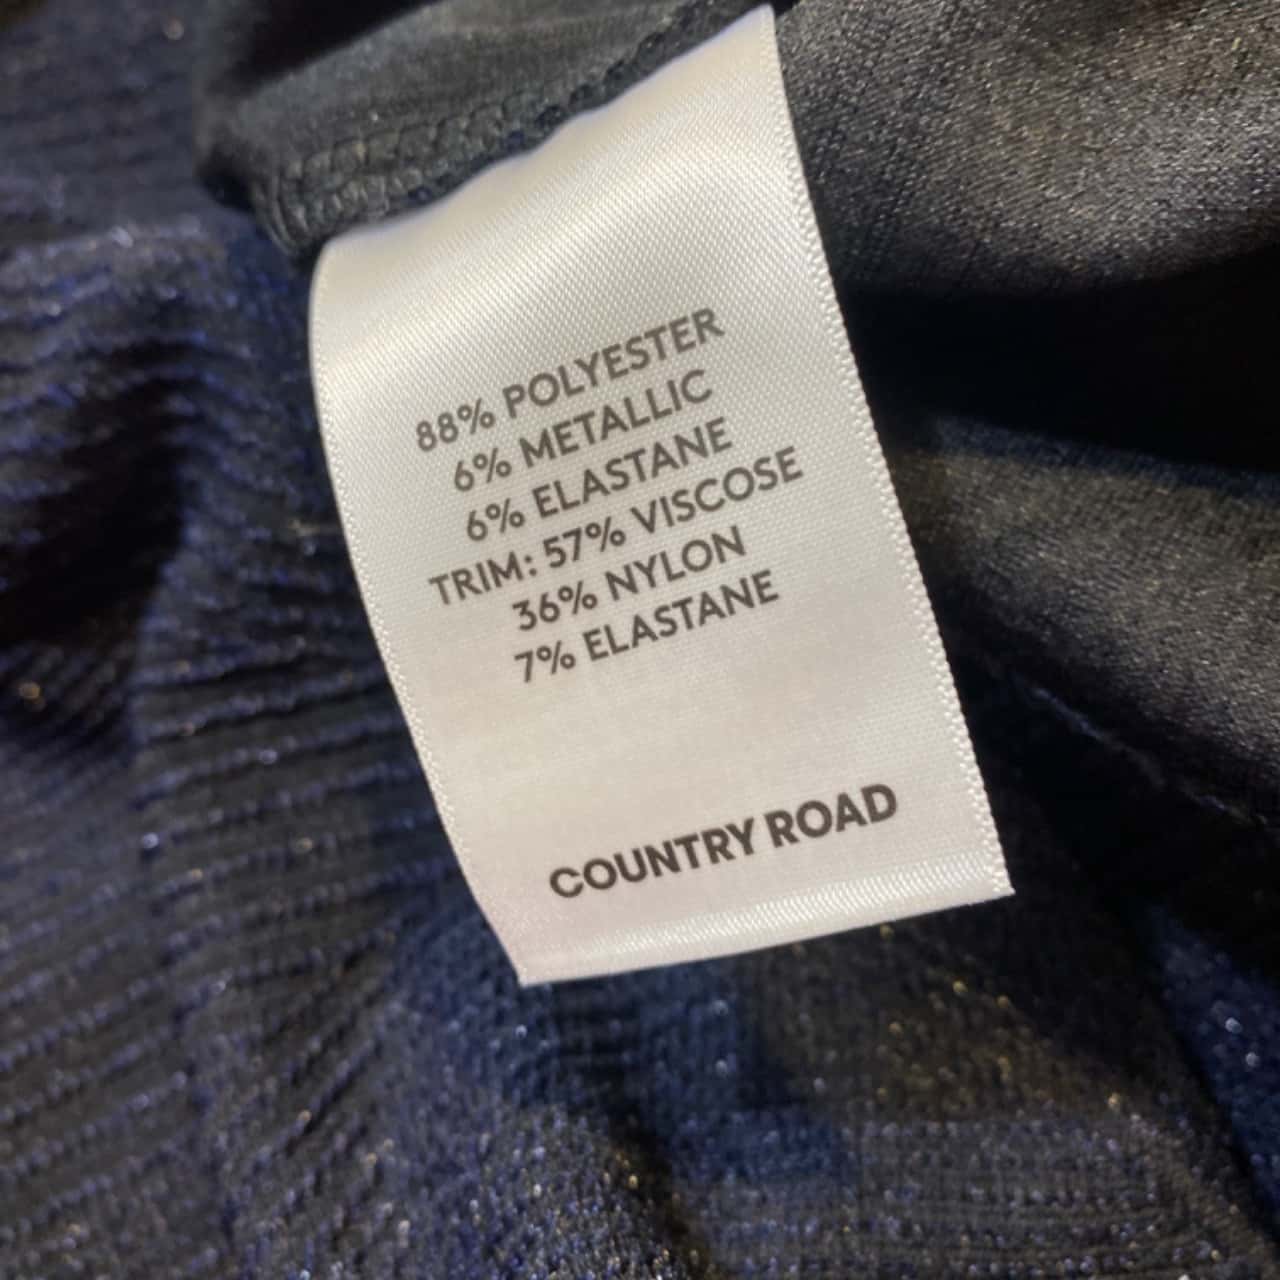 88% POLYESTER
6% METALLIC
6% ELASTANE
TRIM: 57% VISCOSE
36% NYLON
7% ELASTANE
COUNTRY ROAD